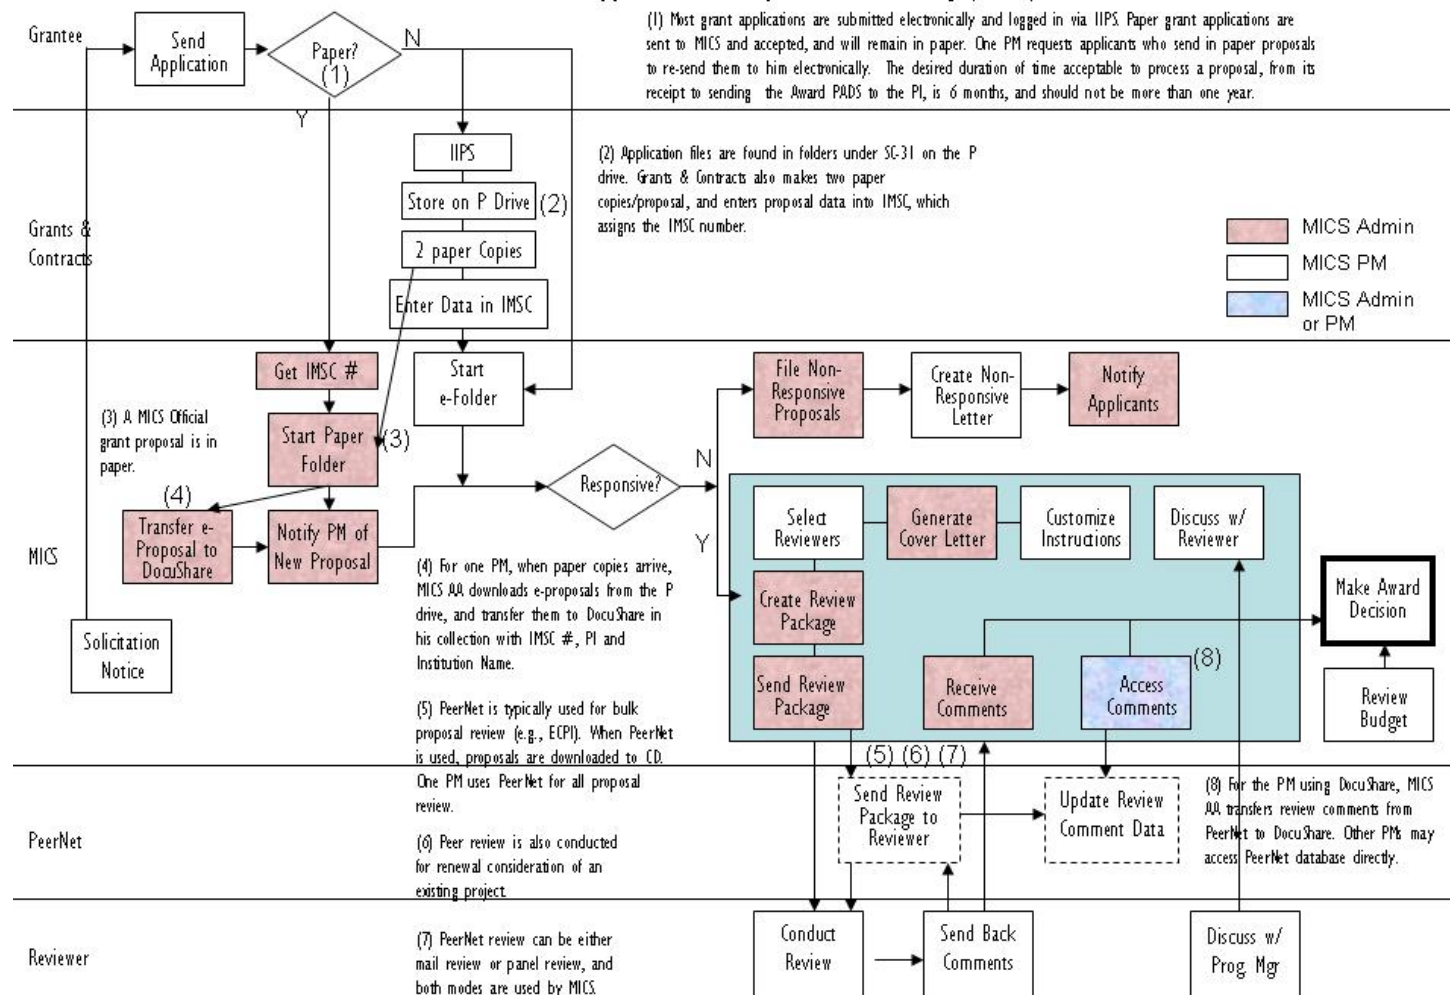 Grantee
Send
Application
Paper?
(1)
N
Y
(1) Most grant applications are submitted electronically and logged in via IIPS. Paper grant applications are
sent to MICS and accepted, and will remain in paper. One PM requests applicants who send in paper proposals
to re-send them to him electronically. The desired duration of time acceptable to process a proposal, from its
receipt to sending the Award PADS to the PI, is 6 months, and should not be more than one year.
Grants &
Contracts
IIPS
Store on P Drive
(2)
2 paper Copies
Enter Data in IMSC
(2) Application files are found in folders under SC-31 on the P
drive. Grants & Contracts also makes two paper
copies/proposal, and enters proposal data into IMSC, which
assigns the IMSC number.
MICS Admin
MICS PM
MICS Admin
or PM
MICS
Get IMSC #
Start
e-Folder
(3) A MICS Official
grant proposal is in
paper.
Start Paper
Folder
(3)
(4)
Transfer e-
Proposal to
DocuShare
Notify PM of
New Proposal
Solicitation
Notice
Responsive?
N
Y
File Non-
Responsive
Proposals
Create Non-
Responsive
Letter
Notify
Applicants
Select
Reviewers
Generate
Cover Letter
Customize
Instructions
Discuss w/
Reviewer
Create Review
Package
Send Review
Package
Receive
Comments
Access
Comments
(8)
Make Award
Decision
Review
Budget
(4) For one PM, when paper copies arrive,
MICS AA downloads e-proposals from the P
drive, and transfer them to DocuShare in
his collection with IMSC #, PI and
Institution Name.
(5) PeerNet is typically used for bulk
proposal review (e.g., ECPI). When PeerNet
is used, proposals are downloaded to CD.
One PM uses PeerNet for all proposal
review.
(5) (6) (7)
PeerNet
(6) Peer review is also conducted
for renewal consideration of an
existing project.
Send Review
Package to
Reviewer
Update Review
Comment Data
(8) For the PM using DocuShare, MICS
AA transfers review comments from
PeerNet to DocuShare. Other PMs may
access PeerNet database directly.
Reviewer
(7) PeerNet review can be either
mail review or panel review, and
both modes are used by MICS.
Conduct
Review
Send Back
Comments
Discuss w/
Prog. Mgr